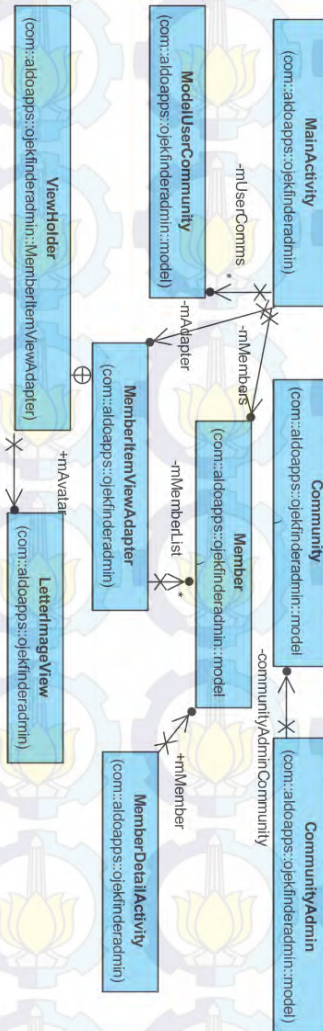 MainActivity
(com::aldoapps::ojekfinderadmin)
Community
(com::aldoapps::ojekfinderadmin::model
)
CommunityAdmin
(com::aldoapps::ojekfinderadmin::model)
-communityAdminCommunity
-mUserComms
*
-mMembers
-mAdapter
ModelUserCommunity
(com::aldoapps::ojekfinderadmin::model)
Member
(com::aldoapps::ojekfinderadmin::model
)
-mMemberList
*
+mMember
MemberItemViewAdapter
(com::aldoapps::ojekfinderadmin)
MemberDetailActivity
(com::aldoapps::ojekfinderadmin)
ViewHolder
(com::aldoapps::ojekfinderadmin::MemberItemViewAdapter)
+mAvatar
LetterImageView
(com::aldoapps::ojekfinderadmin)